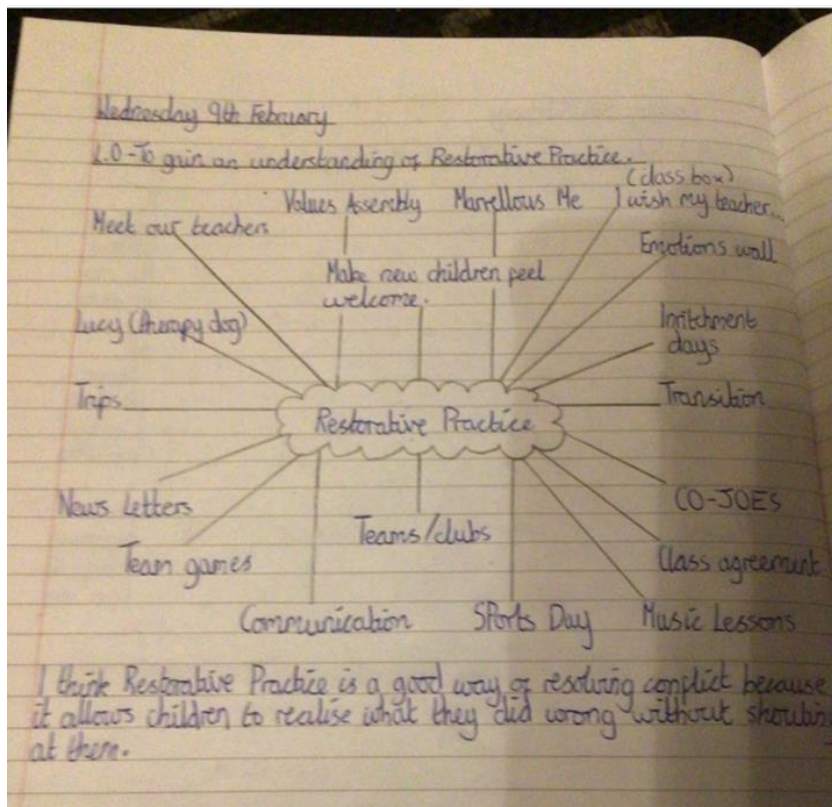 Wednesday 9th February
L.O-To gain an understanding of Restorative Practice.
(class box)
Values Assembly Marvellous Me I wish my teacher...
Meet our teachers
Emotions wall
Make new children feel
welcome.
Lucy (therapy dog)
Inritchment
days
Trips
Transition
Restorative Practice
News Letters
CO-JOES
Teams/clubs
Team games
Class agreement
Communication
Sports Day
Music Lessons
I think Restorative Practice is a good way of resolving conflict because
it allows children to realise what they did wrong without shouting
at them.